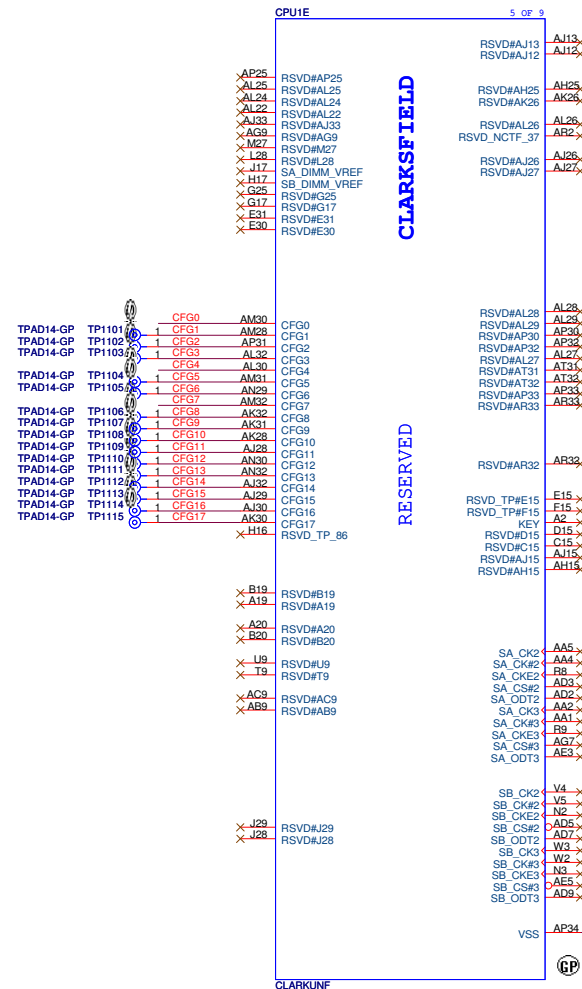 CPU1E
5 OF 9
CLARKSFIELD
RESERVED
AP25 RSVD#AP25
AL25 RSVD#AL25
AL24 RSVD#AL24
AL22 RSVD#AL22
AJ33 RSVD#AJ33
AG9 RSVD#AG9
M27 RSVD#M27
L28 RSVD#L28
J17 SA_DIMM_VREF
H17 SB_DIMM_VREF
G25 RSVD#G25
G17 RSVD#G17
E31 RSVD#E31
E30 RSVD#E30
CFG0 AM30 CFG0
TPAD14-GP TP1101 1 CFG1 AM28 CFG1
TPAD14-GP TP1102 1 CFG2 AP31 CFG2
TPAD14-GP TP1103 1 CFG3 AL32 CFG3
CFG4 AL30 CFG4
TPAD14-GP TP1104 1 CFG5 AM31 CFG5
TPAD14-GP TP1105 1 CFG6 AN29 CFG6
CFG7 AM32 CFG7
TPAD14-GP TP1106 1 CFG8 AK32 CFG8
TPAD14-GP TP1107 1 CFG9 AK31 CFG9
TPAD14-GP TP1108 1 CFG10 AK28 CFG10
TPAD14-GP TP1109 1 CFG11 AJ28 CFG11
TPAD14-GP TP1110 1 CFG12 AN30 CFG12
TPAD14-GP TP1111 1 CFG13 AN32 CFG13
TPAD14-GP TP1112 1 CFG14 AJ32 CFG14
TPAD14-GP TP1113 1 CFG15 AJ29 CFG15
TPAD14-GP TP1114 1 CFG16 AJ30 CFG16
TPAD14-GP TP1115 1 CFG17 AK30 CFG17
H16 RSVD_TP_86
B19 RSVD#B19
A19 RSVD#A19
A20 RSVD#A20
B20 RSVD#B20
U9 RSVD#U9
T9 RSVD#T9
AC9 RSVD#AC9
AB9 RSVD#AB9
J29 RSVD#J29
J28 RSVD#J28
RSVD#AJ13 AJ13
RSVD#AJ12 AJ12
RSVD#AH25 AH25
RSVD#AK26 AK26
RSVD#AL26 AL26
RSVD_NCTF_37 AR2
RSVD#AJ26 AJ26
RSVD#AJ27 AJ27
RSVD#AL28 AL28
RSVD#AL29 AL29
RSVD#AP30 AP30
RSVD#AP32 AP32
RSVD#AL27 AL27
RSVD#AT31 AT31
RSVD#AT32 AT32
RSVD#AP33 AP33
RSVD#AR33 AR33
RSVD#AR32 AR32
RSVD_TP#E15 E15
RSVD_TP#F15 F15
KEY A2
RSVD#D15 D15
RSVD#C15 C15
RSVD#AJ15 AJ15
RSVD#AH15 AH15
SA_CK2 AA5
SA_CK#2 AA4
SA_CKE2 R8
SA_CS#2 AD3
SA_ODT2 AD2
SA_CK3 AA2
SA_CK#3 AA1
SA_CKE3 R9
SA_CS#3 AG7
SA_ODT3 AE3
SB_CK2 V4
SB_CK#2 V5
SB_CKE2 N2
SB_CS#2 AD5
SB_ODT2 AD7
SB_CK3 W3
SB_CK#3 W2
SB_CKE3 N3
SB_CS#3 AE5
SB_ODT3 AD9
VSS AP34
GP
CLARKUNF